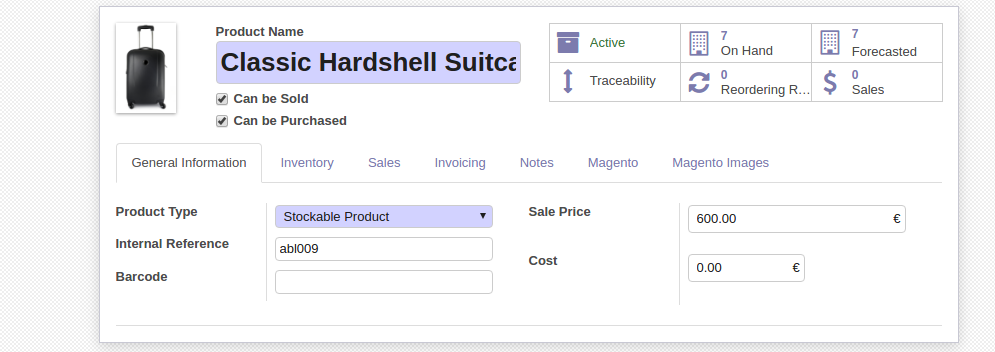 Product Name
Classic Hardshell Suitca
Can be Sold
Can be Purchased
Active
7
On Hand
7
Forecasted
Traceability
0
Reordering R...
0
Sales
General Information Inventory Sales Invoicing Notes Magento Magento Images
Product Type Stockable Product
Internal Reference abl009
Barcode
Sale Price 600.00 €
Cost 0.00 €